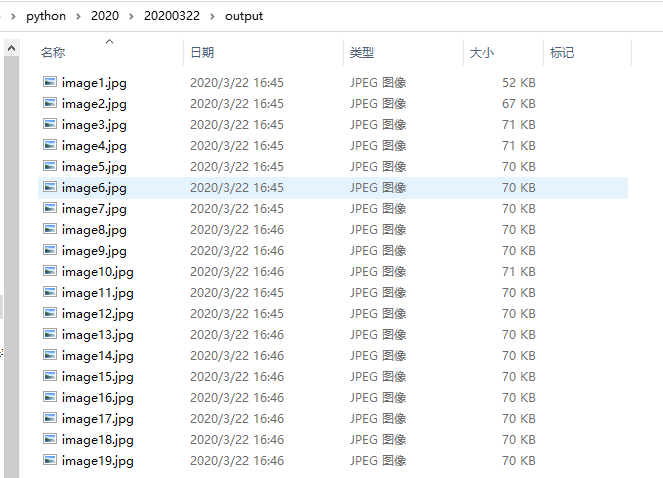 python > 2020 > 20200322 > output
名称 日期 类型 大小 标记
image1.jpg 2020/3/22 16:45 JPEG 图像 52 KB
image2.jpg 2020/3/22 16:45 JPEG 图像 67 KB
image3.jpg 2020/3/22 16:45 JPEG 图像 71 KB
image4.jpg 2020/3/22 16:45 JPEG 图像 71 KB
image5.jpg 2020/3/22 16:45 JPEG 图像 70 KB
image6.jpg 2020/3/22 16:45 JPEG 图像 70 KB
image7.jpg 2020/3/22 16:45 JPEG 图像 70 KB
image8.jpg 2020/3/22 16:46 JPEG 图像 70 KB
image9.jpg 2020/3/22 16:46 JPEG 图像 70 KB
image10.jpg 2020/3/22 16:46 JPEG 图像 71 KB
image11.jpg 2020/3/22 16:46 JPEG 图像 70 KB
image12.jpg 2020/3/22 16:46 JPEG 图像 70 KB
image13.jpg 2020/3/22 16:46 JPEG 图像 70 KB
image14.jpg 2020/3/22 16:46 JPEG 图像 70 KB
image15.jpg 2020/3/22 16:46 JPEG 图像 70 KB
image16.jpg 2020/3/22 16:46 JPEG 图像 70 KB
image17.jpg 2020/3/22 16:46 JPEG 图像 70 KB
image18.jpg 2020/3/22 16:46 JPEG 图像 70 KB
image19.jpg 2020/3/22 16:46 JPEG 图像 70 KB